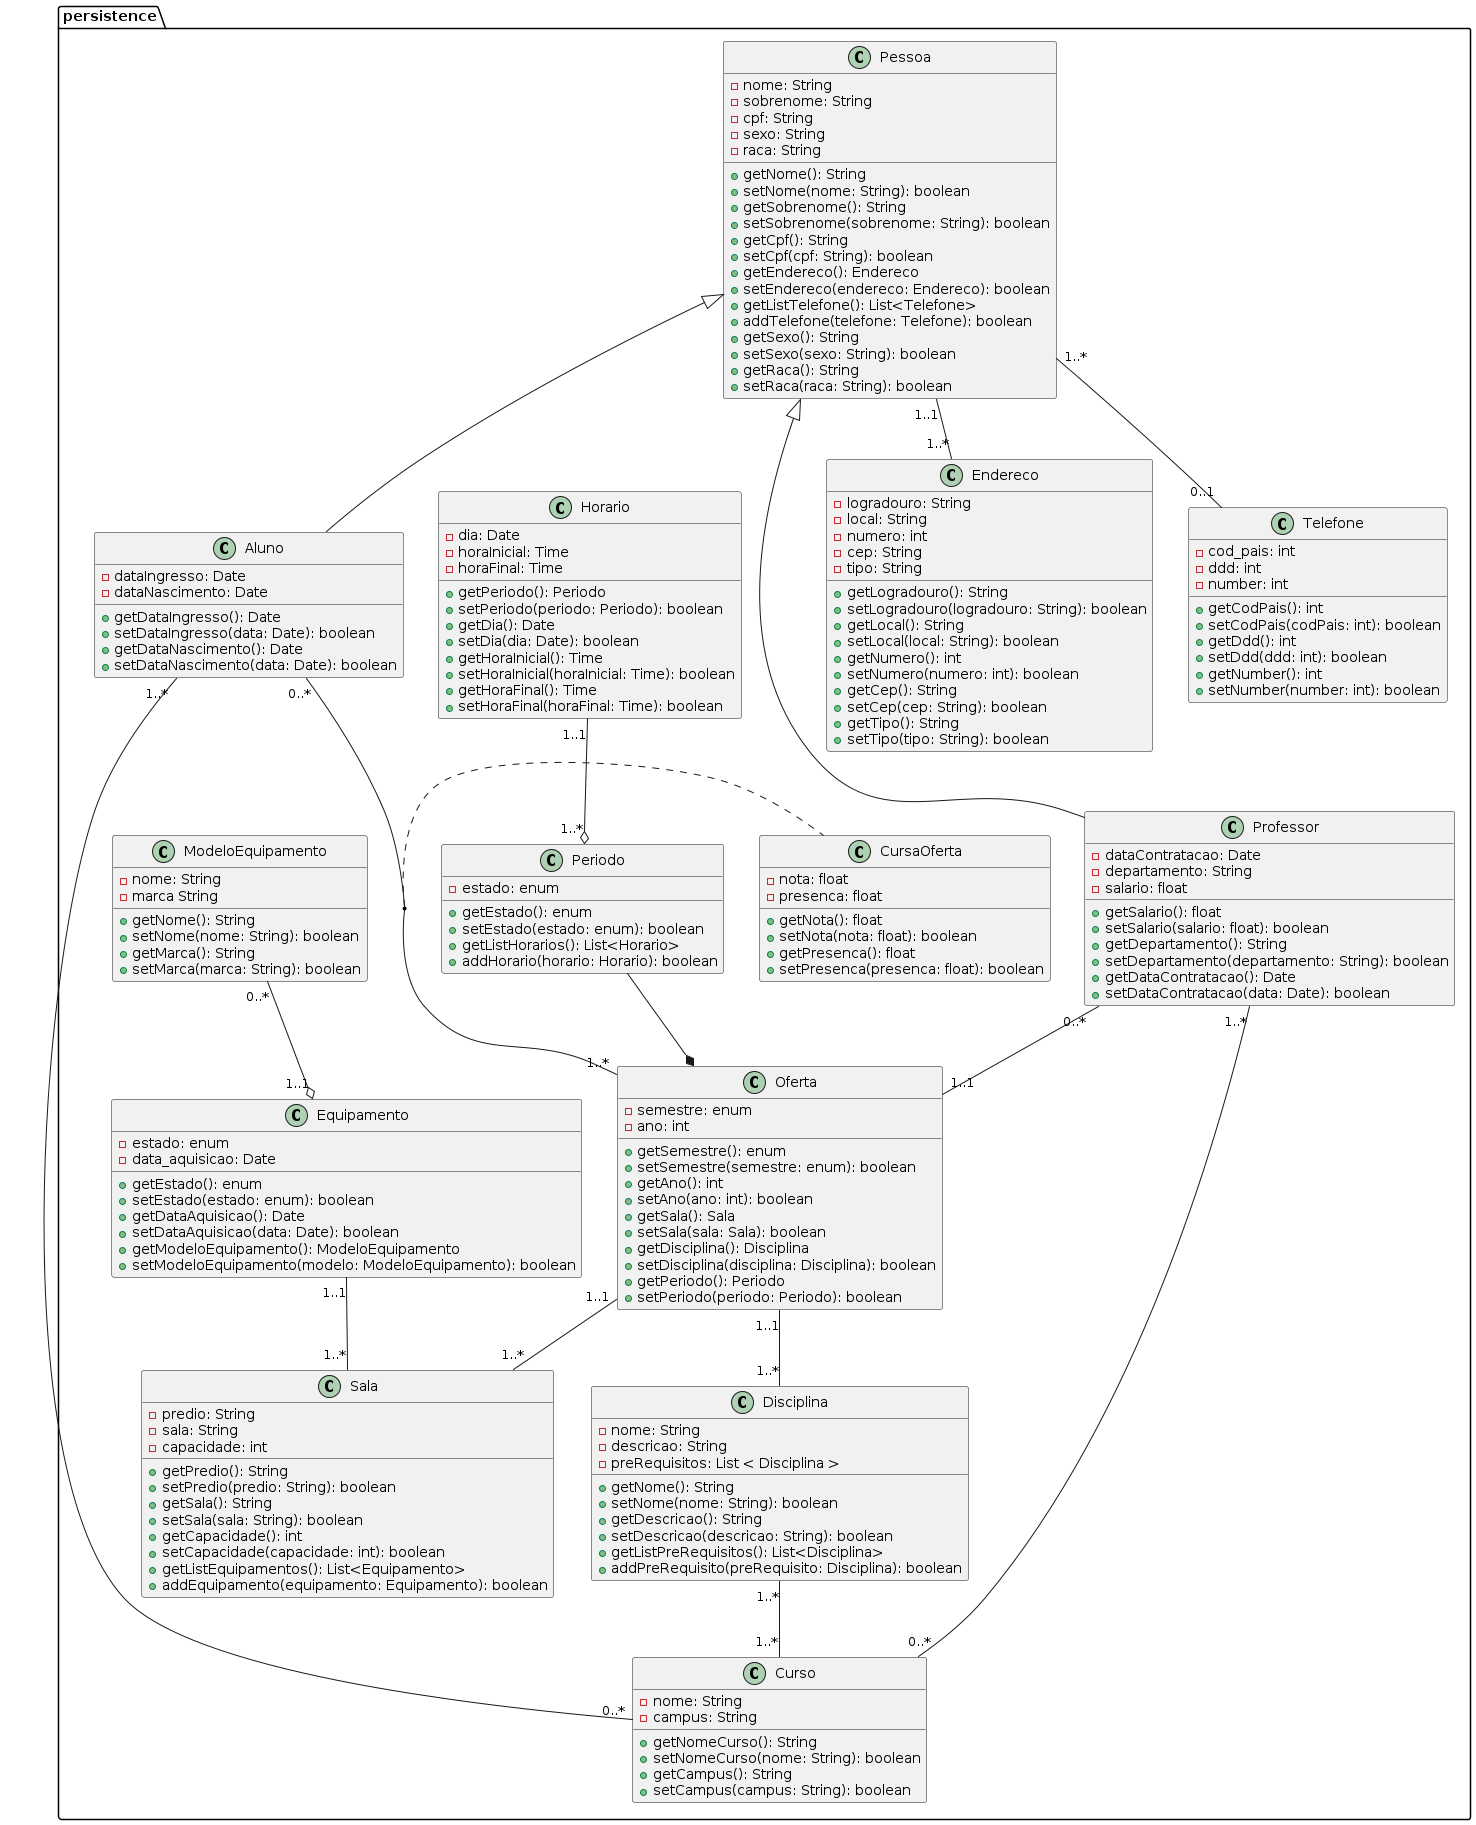 persistence
Pessoa
nome: String
sobrenome: String
cpf: String
sexo: String
raca: String
getNome(): String
setNome(nome: String): boolean
getSobrenome(): String
setSobrenome(sobrenome: String): boolean
getCpf(): String
setCpf(cpf: String): boolean
getEndereco(): Endereco
setEndereco(endereco: Endereco): boolean
getListTelefone(): List<Telefone>
addTelefone(telefone: Telefone): boolean
getSexo(): String
setSexo(sexo: String): boolean
getRaca(): String
setRaca(raca: String): boolean
1..*
1..1
1..*
0..1
Endereco
logradouro: String
local: String
numero: int
cep: String
tipo: String
getLogradouro(): String
setLogradouro(logradouro: String): boolean
getLocal(): String
setLocal(local: String): boolean
getNumero(): int
setNumero(numero: int): boolean
getCep(): String
setCep(cep: String): boolean
getTipo(): String
setTipo(tipo: String): boolean
Telefone
cod_pais: int
ddd: int
number: int
getCodPais(): int
setCodPais(codPais: int): boolean
getDdd(): int
setDdd(ddd: int): boolean
getNumber(): int
setNumber(number: int): boolean
Horario
dia: Date
horaInicial: Time
horaFinal: Time
getPeriodo(): Periodo
setPeriodo(periodo: Periodo): boolean
getDia(): Date
setDia(dia: Date): boolean
getHoraInicial(): Time
setHoraInicial(horaInicial: Time): boolean
getHoraFinal(): Time
setHoraFinal(horaFinal: Time): boolean
Aluno
dataIngresso: Date
dataNascimento: Date
getDataIngresso(): Date
setDataIngresso(data: Date): boolean
getDataNascimento(): Date
setDataNascimento(data: Date): boolean
1..*
0..*
1..1
1..*
Professor
dataContratacao: Date
departamento: String
salario: float
getSalario(): float
setSalario(salario: float): boolean
getDepartamento(): String
setDepartamento(departamento: String): boolean
getDataContratacao(): Date
setDataContratacao(data: Date): boolean
ModeloEquipamento
nome: String
marca String
getNome(): String
setNome(nome: String): boolean
getMarca(): String
setMarca(marca: String): boolean
Periodo
estado: enum
getEstado(): enum
setEstado(estado: enum): boolean
getListHorarios(): List<Horario>
addHorario(horario: Horario): boolean
CursaOferta
nota: float
presenca: float
getNota(): float
setNota(nota: float): boolean
getPresenca(): float
setPresenca(presenca: float): boolean
0..*
0..*
1..*
1..*
1..1
1..1
Oferta
semestre: enum
ano: int
getSemestre(): enum
setSemestre(semestre: enum): boolean
getAno(): int
setAno(ano: int): boolean
getSala(): Sala
setSala(sala: Sala): boolean
getDisciplina(): Disciplina
setDisciplina(disciplina: Disciplina): boolean
getPeriodo(): Periodo
setPeriodo(periodo: Periodo): boolean
Equipamento
estado: enum
data_aquisicao: Date
getEstado(): enum
setEstado(estado: enum): boolean
getDataAquisicao(): Date
setDataAquisicao(data: Date): boolean
getModeloEquipamento(): ModeloEquipamento
setModeloEquipamento(modelo: ModeloEquipamento): boolean
1..1
1..1
1..1
1..*
1..*
1..*
Sala
predio: String
sala: String
capacidade: int
getPredio(): String
setPredio(predio: String): boolean
getSala(): String
setSala(sala: String): boolean
getCapacidade(): int
setCapacidade(capacidade: int): boolean
getListEquipamentos(): List<Equipamento>
addEquipamento(equipamento: Equipamento): boolean
Disciplina
nome: String
descricao: String
preRequisitos: List < Disciplina >
getNome(): String
setNome(nome: String): boolean
getDescricao(): String
setDescricao(descricao: String): boolean
getListPreRequisitos(): List<Disciplina>
addPreRequisito(preRequisito: Disciplina): boolean
1..*
1..*
0..*
0..*
Curso
nome: String
campus: String
getNomeCurso(): String
setNomeCurso(nome: String): boolean
getCampus(): String
setCampus(campus: String): boolean